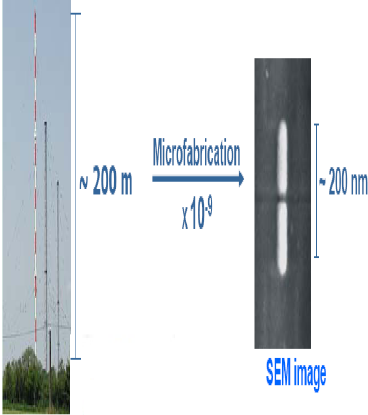 ~ 200 m
Microfabrication
x 10⁻⁹
~ 200 nm
SEM image